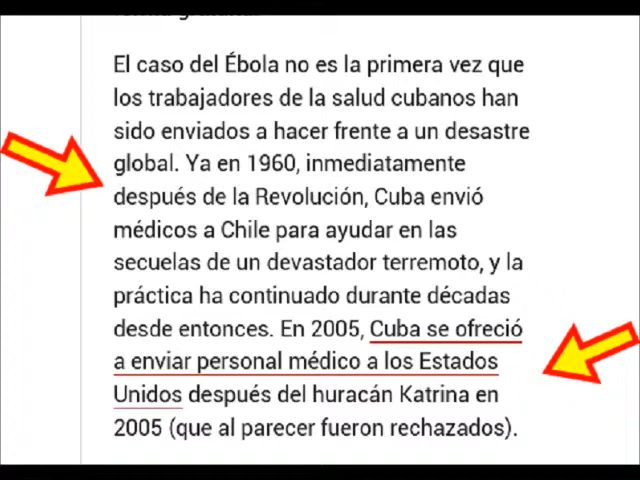 El caso del Ébola no es la primera vez que
los trabajadores de la salud cubanos han
sido enviados a hacer frente a un desastre
global. Ya en 1960, inmediatamente
después de la Revolución, Cuba envió
médicos a Chile para ayudar en las
secuelas de un devastador terremoto, y la
práctica ha continuado durante décadas
desde entonces. En 2005, Cuba se ofreció
a enviar personal médico a los Estados
Unidos después del huracán Katrina en
2005 (que al parecer fueron rechazados).